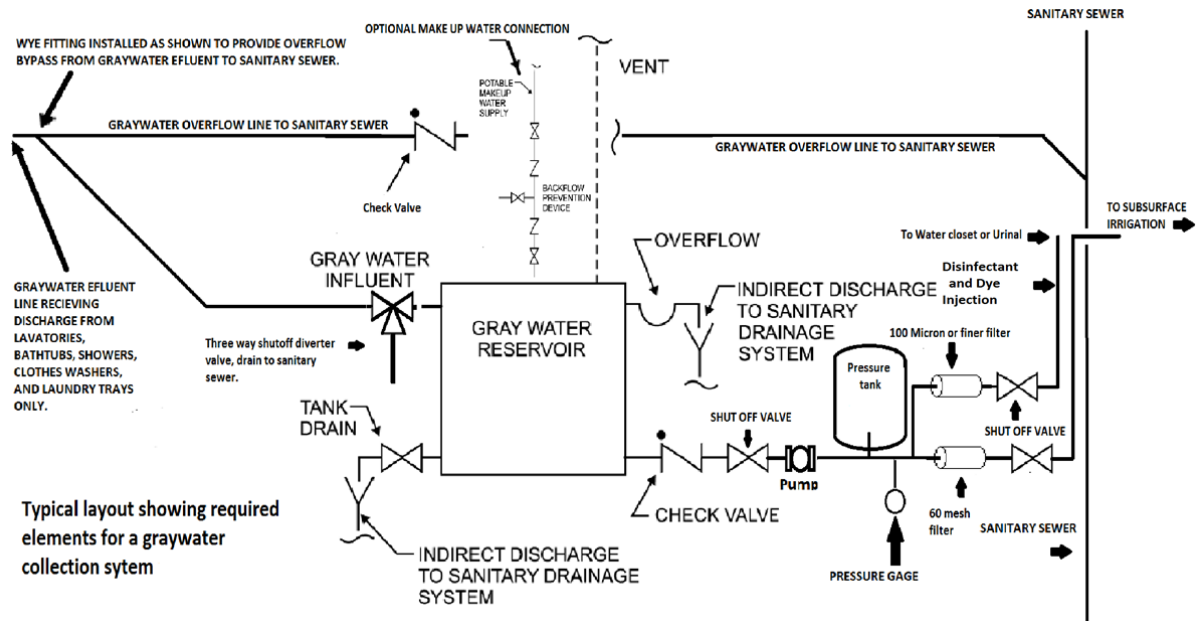 SANITARY SEWER
OPTIONAL MAKE UP WATER CONNECTION
WYE FITTING INSTALLED AS SHOWN TO PROVIDE OVERFLOW
BYPASS FROM GRAYWATER EFLUENT TO SANITARY SEWER.
VENT
POTABLE
MAKEUP
WATER
SUPPLY
GRAYWATER OVERFLOW LINE TO SANITARY SEWER
GRAYWATER OVERFLOW LINE TO SANITARY SEWER
Check Valve
BACKFLOW
PREVENTION
DEVICE
TO SUBSURFACE
IRRIGATION
To Water closet or Urinal
OVERFLOW
GRAY WATER
INFLUENT
Disinfectant
and Dye
Injection
GRAYWATER EFLUENT
LINE RECIEVING
DISCHARGE FROM
LAVATORIES,
BATHTUBS, SHOWERS,
CLOTHES WASHERS,
AND LAUNDRY TRAYS
ONLY.
INDIRECT DISCHARGE
TO SANITARY
DRAINAGE
SYSTEM
GRAY WATER
RESERVOIR
100 Micron or finer filter
Three way shutoff diverter
valve, drain to sanitary
sewer.
Pressure
tank
TANK
DRAIN
SHUT OFF VALVE
SHUT OFF VALVE
Pump
Typical layout showing required
elements for a graywater
collection sytem
CHECK VALVE
60 mesh
filter
SANITARY SEWER
INDIRECT DISCHARGE
TO SANITARY DRAINAGE
SYSTEM
PRESSURE GAGE